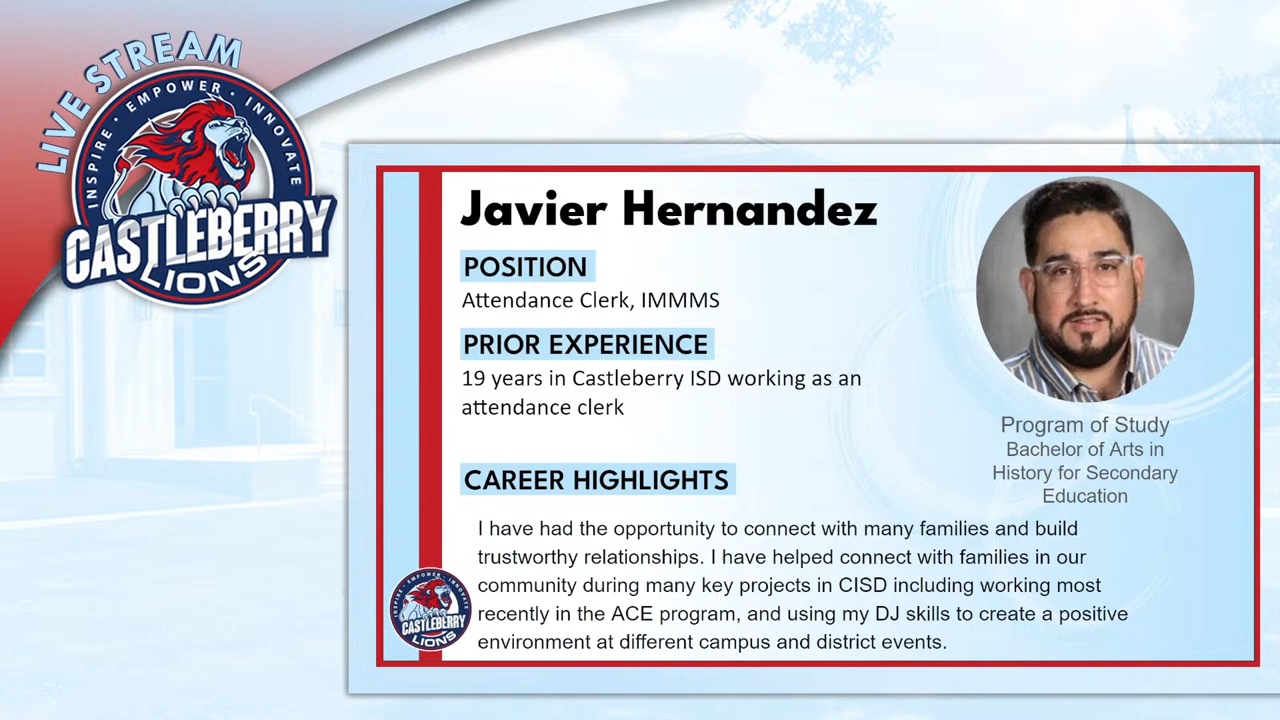 LIVE STREAM
INSPIRE · EMPOWER · INNOVATE
CASTLEBERRY
LIONS
Javier Hernandez
POSITION
Attendance Clerk, IMMMS
PRIOR EXPERIENCE
19 years in Castleberry ISD working as an
attendance clerk
Program of Study
Bachelor of Arts in
History for Secondary
Education
CAREER HIGHLIGHTS
I have had the opportunity to connect with many families and build
trustworthy relationships. I have helped connect with families in our
community during many key projects in CISD including working most
recently in the ACE program, and using my DJ skills to create a positive
environment at different campus and district events.
INSPIRE · EMPOWER · INNOVATE
CASTLEBERRY
LIONS